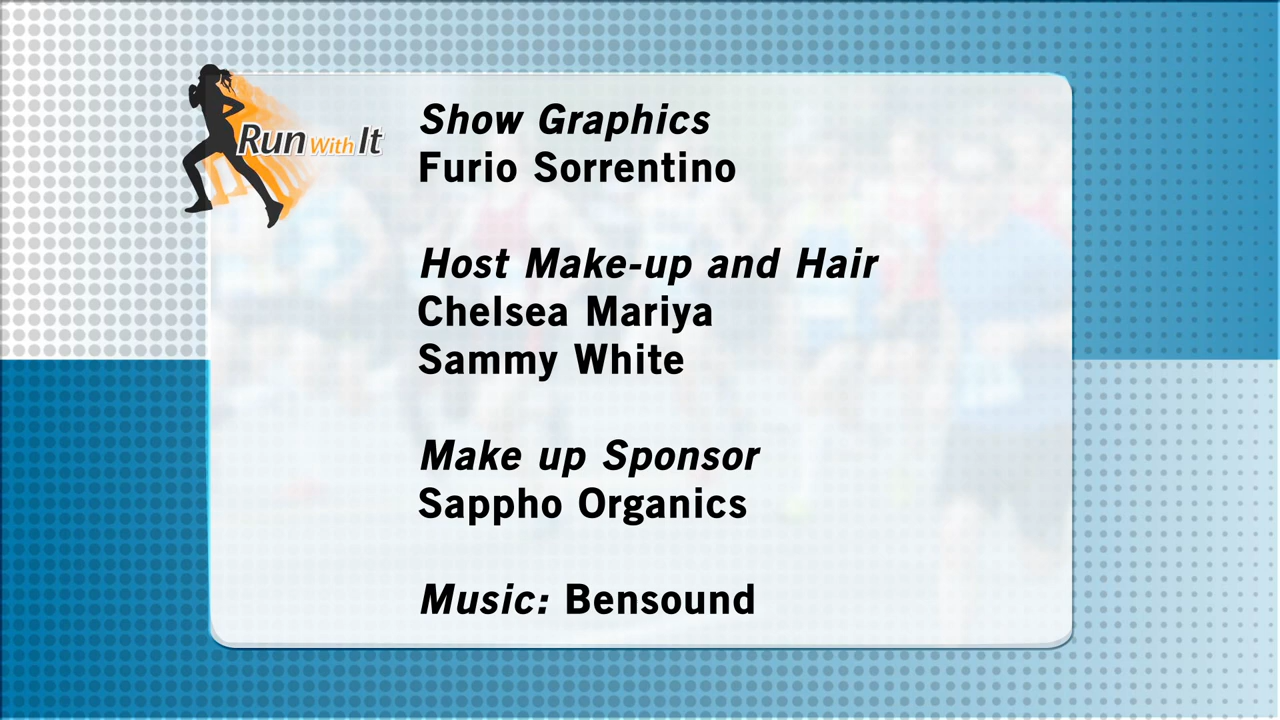 Run With It
Show Graphics
Furio Sorrentino
Host Make-up and Hair
Chelsea Mariya
Sammy White
Make up Sponsor
Sappho Organics
Music: Bensound